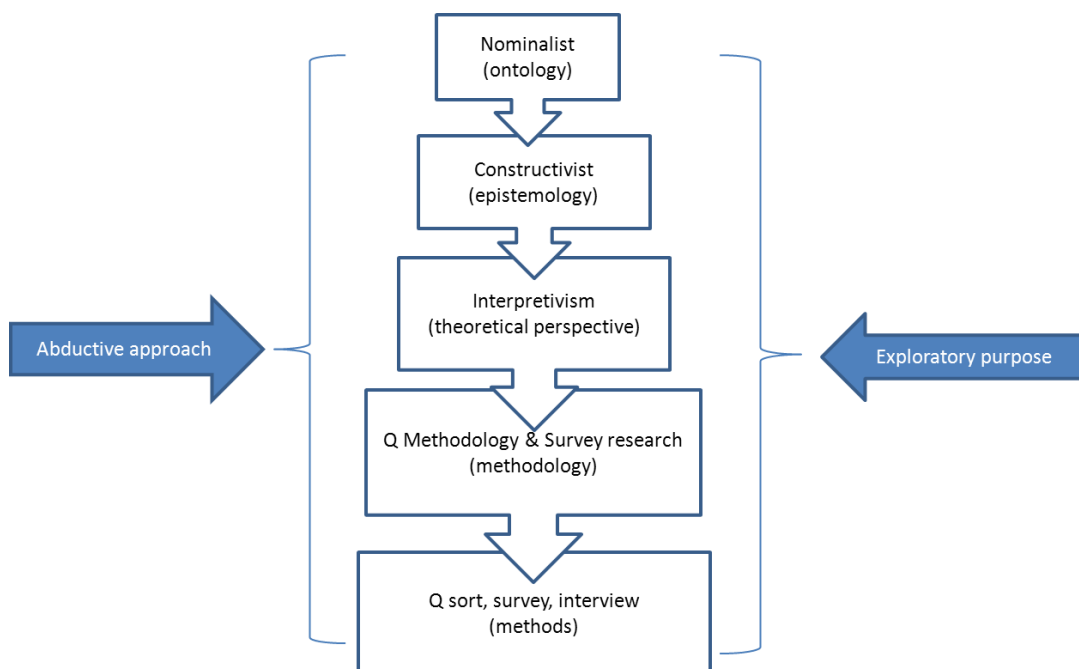 Nominalist
(ontology)
Constructivist
(epistemology)
Interpretivism
(theoretical perspective)
Abductive approach
Exploratory purpose
Q Methodology & Survey research
(methodology)
Q sort, survey, interview
(methods)